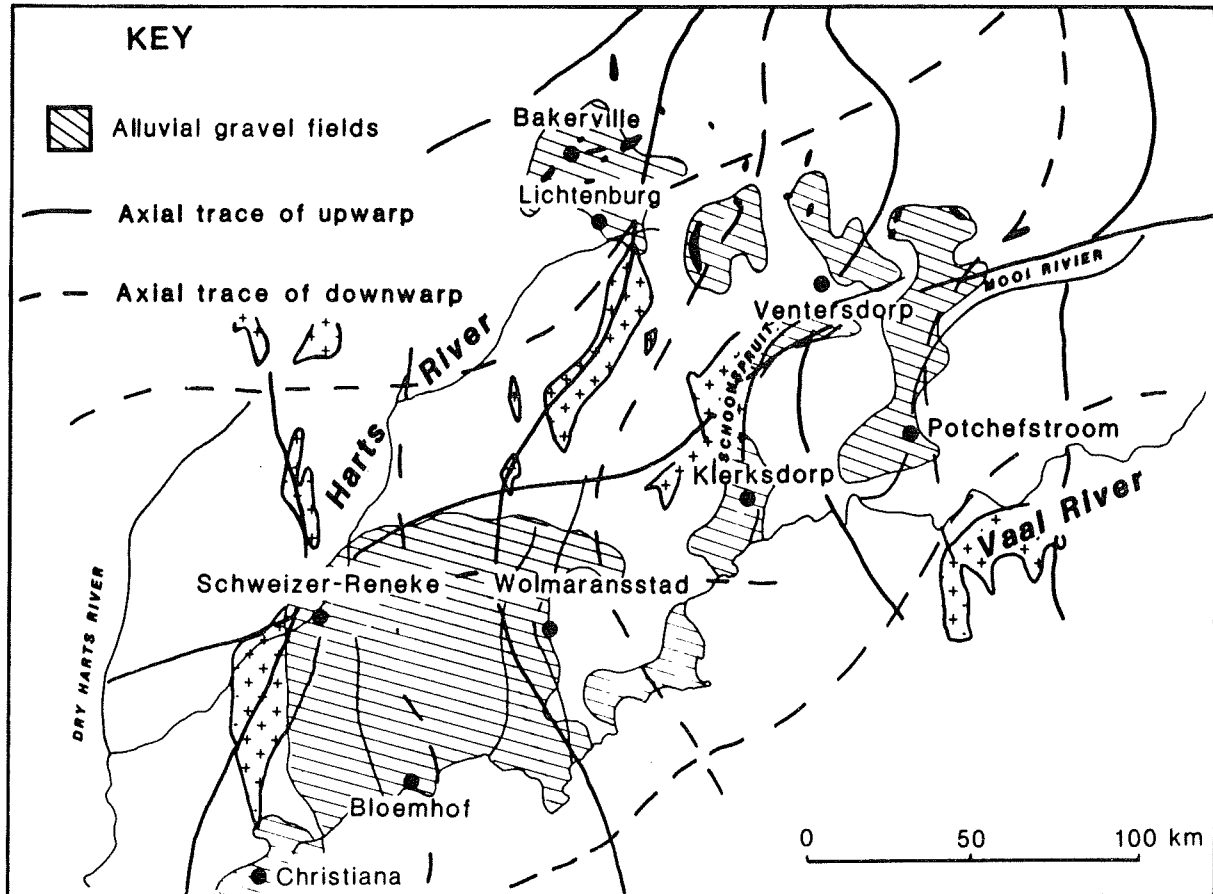 KEY
Alluvial gravel fields
Axial trace of upwarp
Axial trace of downwarp
Bakerville
Lichtenburg
Harts River
MOOI RIVIER
Ventersdorp
SCHOONSPRUIT
Potchefstroom
Klerksdorp
Vaal River
Schweizer-Reneke
Wolmaransstad
DRY HARTS RIVER
Bloemhof
Christiana
0 50 100 km